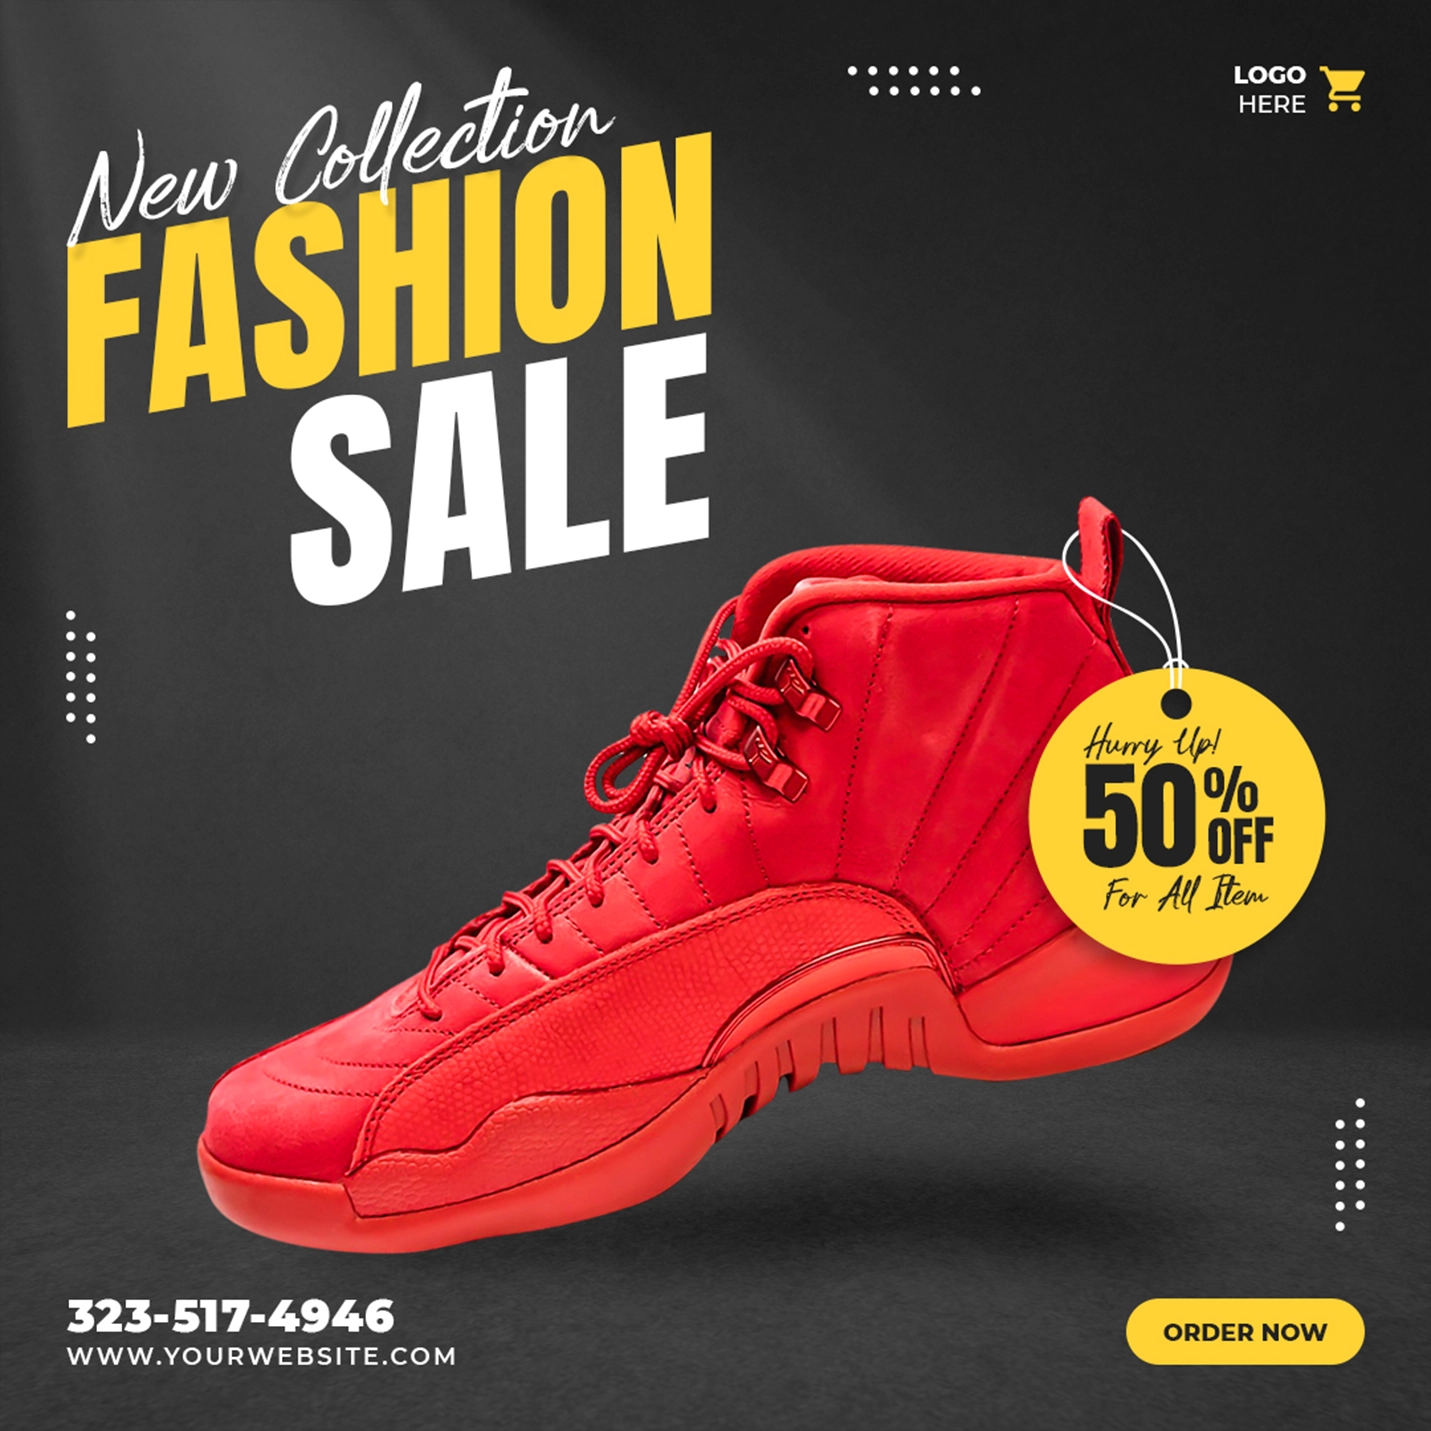 New Collection
FASHION
SALE
LOGO
HERE
Hurry Up!
50%
OFF
For All Item
323-517-4946
WWW.YOURWEBSITE.COM
ORDER NOW